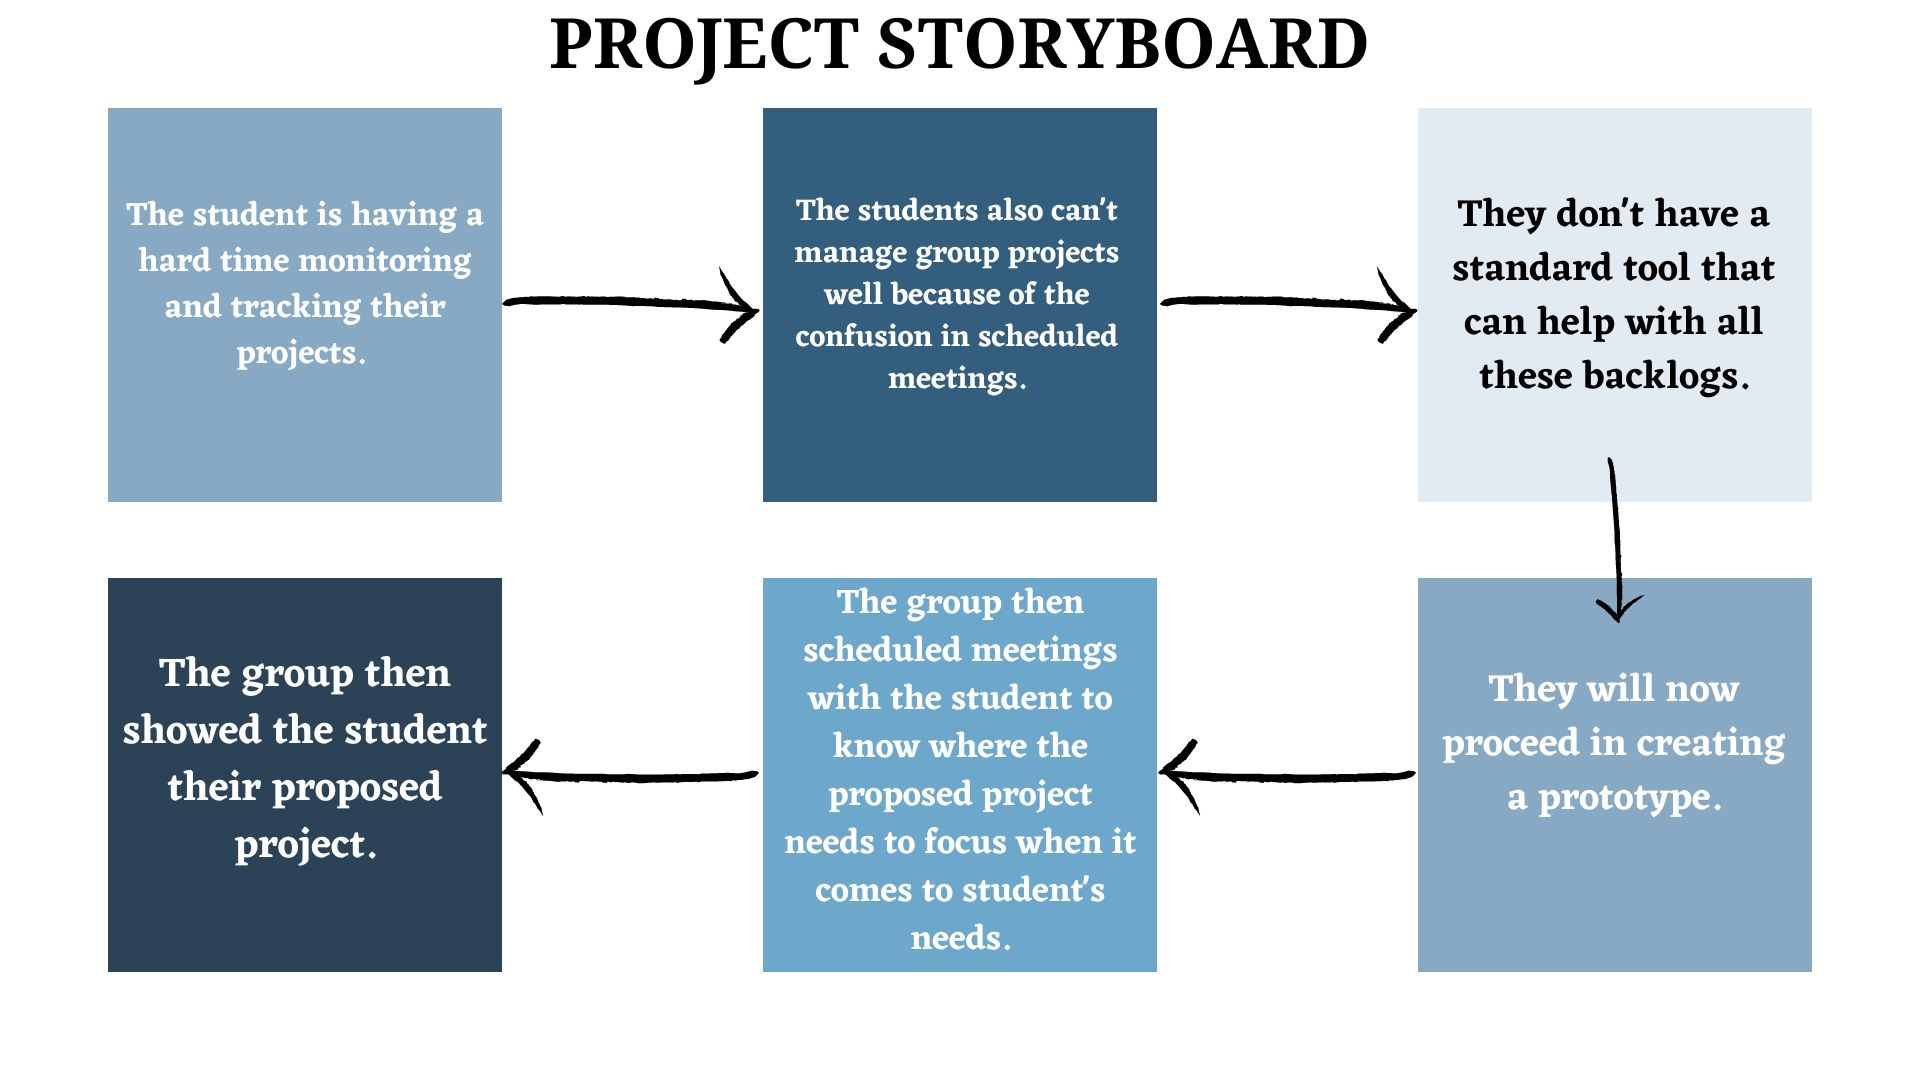 PROJECT STORYBOARD
The student is having a
hard time monitoring
and tracking their
projects.
The students also can't
manage group projects
well because of the
confusion in scheduled
meetings.
They don't have a
standard tool that
can help with all
these backlogs.
They will now
proceed in creating
a prototype.
The group then
scheduled meetings
with the student to
know where the
proposed project
needs to focus when it
comes to student's
needs.
The group then
showed the student
their proposed
project.